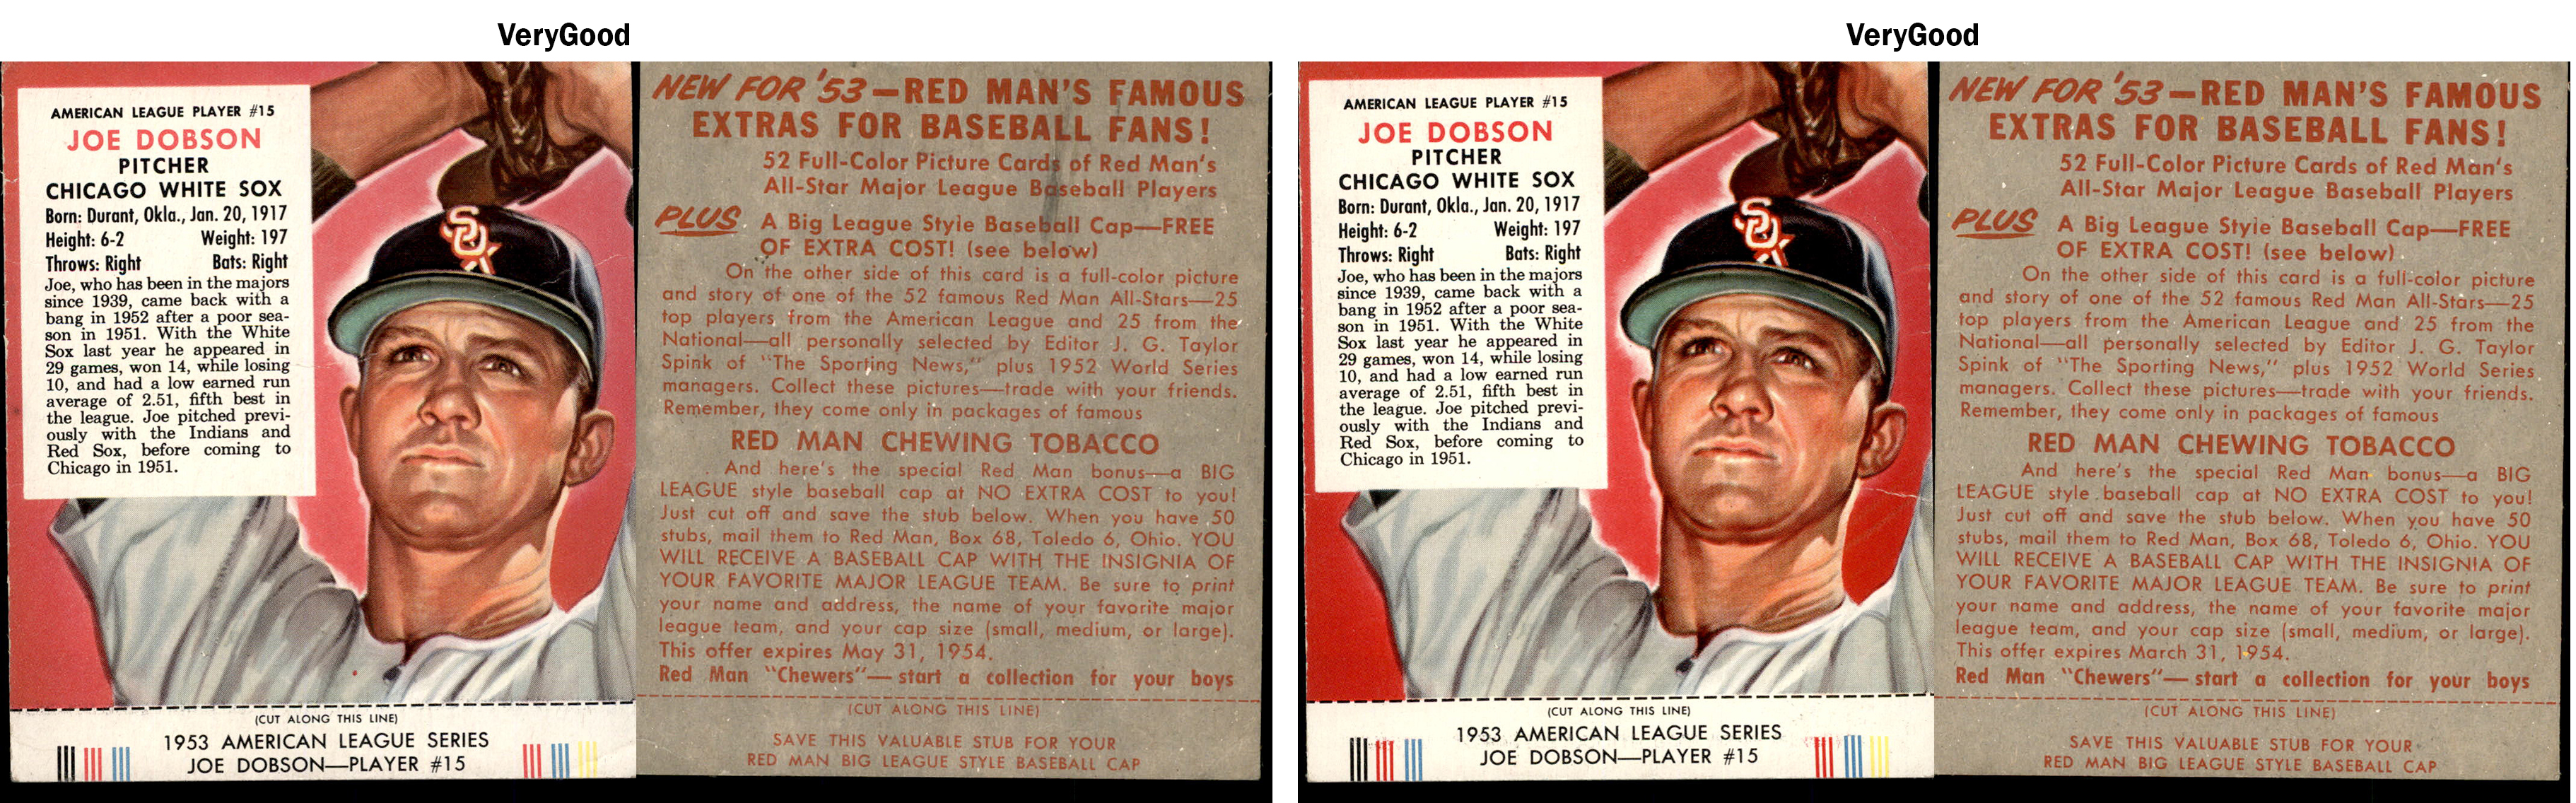 VeryGood
AMERICAN LEAGUE PLAYER #15
JOE DOBSON
PITCHER
CHICAGO WHITE SOX
Born: Durant, Okla., Jan. 20, 1917
Height: 6-2 Weight: 197
Throws: Right Bats: Right
Joe, who has been in the majors
since 1939, came back with a
bang in 1952 after a poor sea-
son in 1951. With the White
Sox last year he appeared in
29 games, won 14, while losing
10, and had a low earned run
average of 2.51, fifth best in
the league. Joe pitched previ-
ously with the Indians and
Red Sox, before coming to
Chicago in 1951.
SOX
(CUT ALONG THIS LINE)
1953 AMERICAN LEAGUE SERIES
JOE DOBSON—PLAYER #15
NEW FOR '53—RED MAN'S FAMOUS
EXTRAS FOR BASEBALL FANS!
52 Full-Color Picture Cards of Red Man's
All-Star Major League Baseball Players
PLUS A Big League Style Baseball Cap—FREE
OF EXTRA COST! (see below)
On the other side of this card is a full-color picture
and story of one of the 52 famous Red Man All-Stars—25
top players from the American League and 25 from the
National—all personally selected by Editor J. G. Taylor
Spink of "The Sporting News," plus 1952 World Series
managers. Collect these pictures—trade with your friends.
Remember, they come only in packages of famous
RED MAN CHEWING TOBACCO
And here's the special Red Man bonus—a BIG
LEAGUE style baseball cap at NO EXTRA COST to you!
Just cut off and save the stub below. When you have 50
stubs, mail them to Red Man, Box 68, Toledo 6, Ohio. YOU
WILL RECEIVE A BASEBALL CAP WITH THE INSIGNIA OF
YOUR FAVORITE MAJOR LEAGUE TEAM. Be sure to print
your name and address, the name of your favorite major
league team, and your cap size (small, medium, or large).
This offer expires May 31, 1954.
Red Man "Chewers"—start a collection for your boys
(CUT ALONG THIS LINE)
SAVE THIS VALUABLE STUB FOR YOUR
RED MAN BIG LEAGUE STYLE BASEBALL CAP
VeryGood
AMERICAN LEAGUE PLAYER #15
JOE DOBSON
PITCHER
CHICAGO WHITE SOX
Born: Durant, Okla., Jan. 20, 1917
Height: 6-2 Weight: 197
Throws: Right Bats: Right
Joe, who has been in the majors
since 1939, came back with a
bang in 1952 after a poor sea-
son in 1951. With the White
Sox last year he appeared in
29 games, won 14, while losing
10, and had a low earned run
average of 2.51, fifth best in
the league. Joe pitched previ-
ously with the Indians and
Red Sox, before coming to
Chicago in 1951.
SOX
(CUT ALONG THIS LINE)
1953 AMERICAN LEAGUE SERIES
JOE DOBSON—PLAYER #15
NEW FOR '53—RED MAN'S FAMOUS
EXTRAS FOR BASEBALL FANS!
52 Full-Color Picture Cards of Red Man's
All-Star Major League Baseball Players
PLUS A Big League Style Baseball Cap—FREE
OF EXTRA COST! (see below)
On the other side of this card is a full-color picture
and story of one of the 52 famous Red Man All-Stars—25
top players from the American League and 25 from the
National—all personally selected by Editor J. G. Taylor
Spink of "The Sporting News," plus 1952 World Series
managers. Collect these pictures—trade with your friends.
Remember, they come only in packages of famous
RED MAN CHEWING TOBACCO
And here's the special Red Man bonus—a BIG
LEAGUE style baseball cap at NO EXTRA COST to you!
Just cut off and save the stub below. When you have 50
stubs, mail them to Red Man, Box 68, Toledo 6, Ohio. YOU
WILL RECEIVE A BASEBALL CAP WITH THE INSIGNIA OF
YOUR FAVORITE MAJOR LEAGUE TEAM. Be sure to print
your name and address, the name of your favorite major
league team, and your cap size (small, medium, or large).
This offer expires March 31, 1954.
Red Man "Chewers"—start a collection for your boys
(CUT ALONG THIS LINE)
SAVE THIS VALUABLE STUB FOR YOUR
RED MAN BIG LEAGUE STYLE BASEBALL CAP